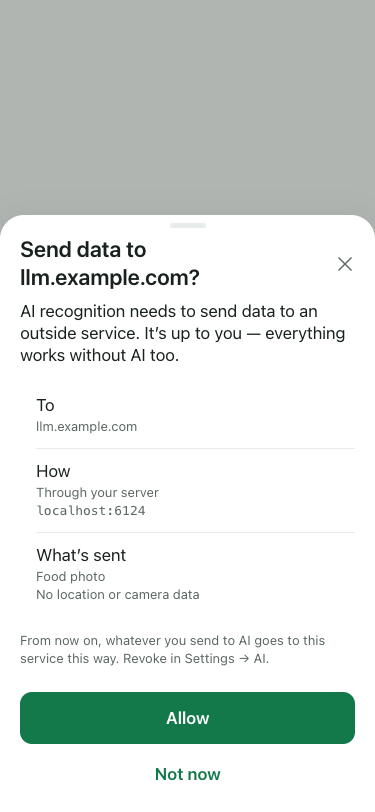 Send data to
llm.example.com?
AI recognition needs to send data to an
outside service. It’s up to you — everything
works without AI too.
To
llm.example.com
How
Through your server
localhost:6124
What’s sent
Food photo
No location or camera data
From now on, whatever you send to AI goes to this
service this way. Revoke in Settings → AI.
Allow
Not now